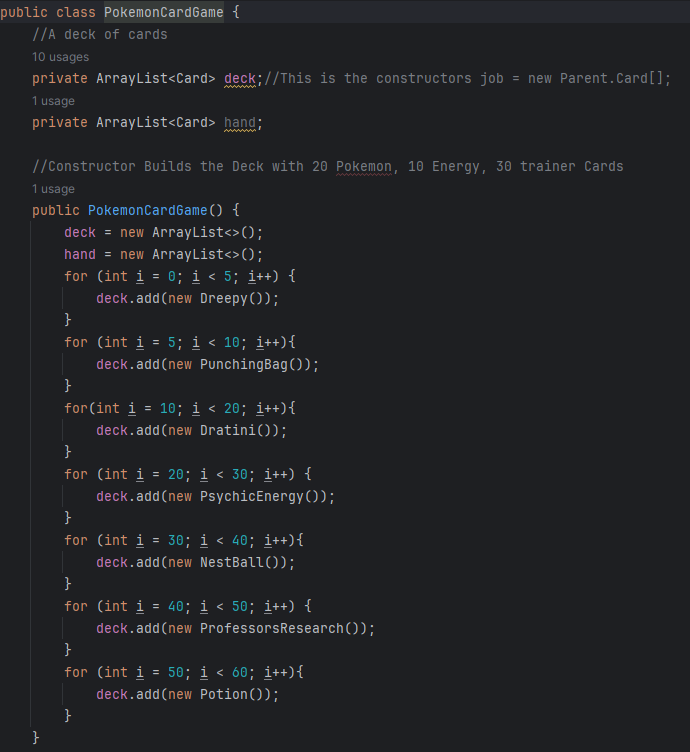 public class PokemonCardGame {
//A deck of cards
10 usages
private ArrayList<Card> deck;//This is the constructors job = new Parent.Card[];
1 usage
private ArrayList<Card> hand;
//Constructor Builds the Deck with 20 Pokemon, 10 Energy, 30 trainer Cards
1 usage
public PokemonCardGame() {
deck = new ArrayList<>();
hand = new ArrayList<>();
for (int i = 0; i < 5; i++) {
deck.add(new Dreepy());
}
for (int i = 5; i < 10; i++){
deck.add(new PunchingBag());
}
for(int i = 10; i < 20; i++){
deck.add(new Dratini());
}
for (int i = 20; i < 30; i++) {
deck.add(new PsychicEnergy());
}
for (int i = 30; i < 40; i++){
deck.add(new NestBall());
}
for (int i = 40; i < 50; i++) {
deck.add(new ProfessorsResearch());
}
for (int i = 50; i < 60; i++){
deck.add(new Potion());
}
}